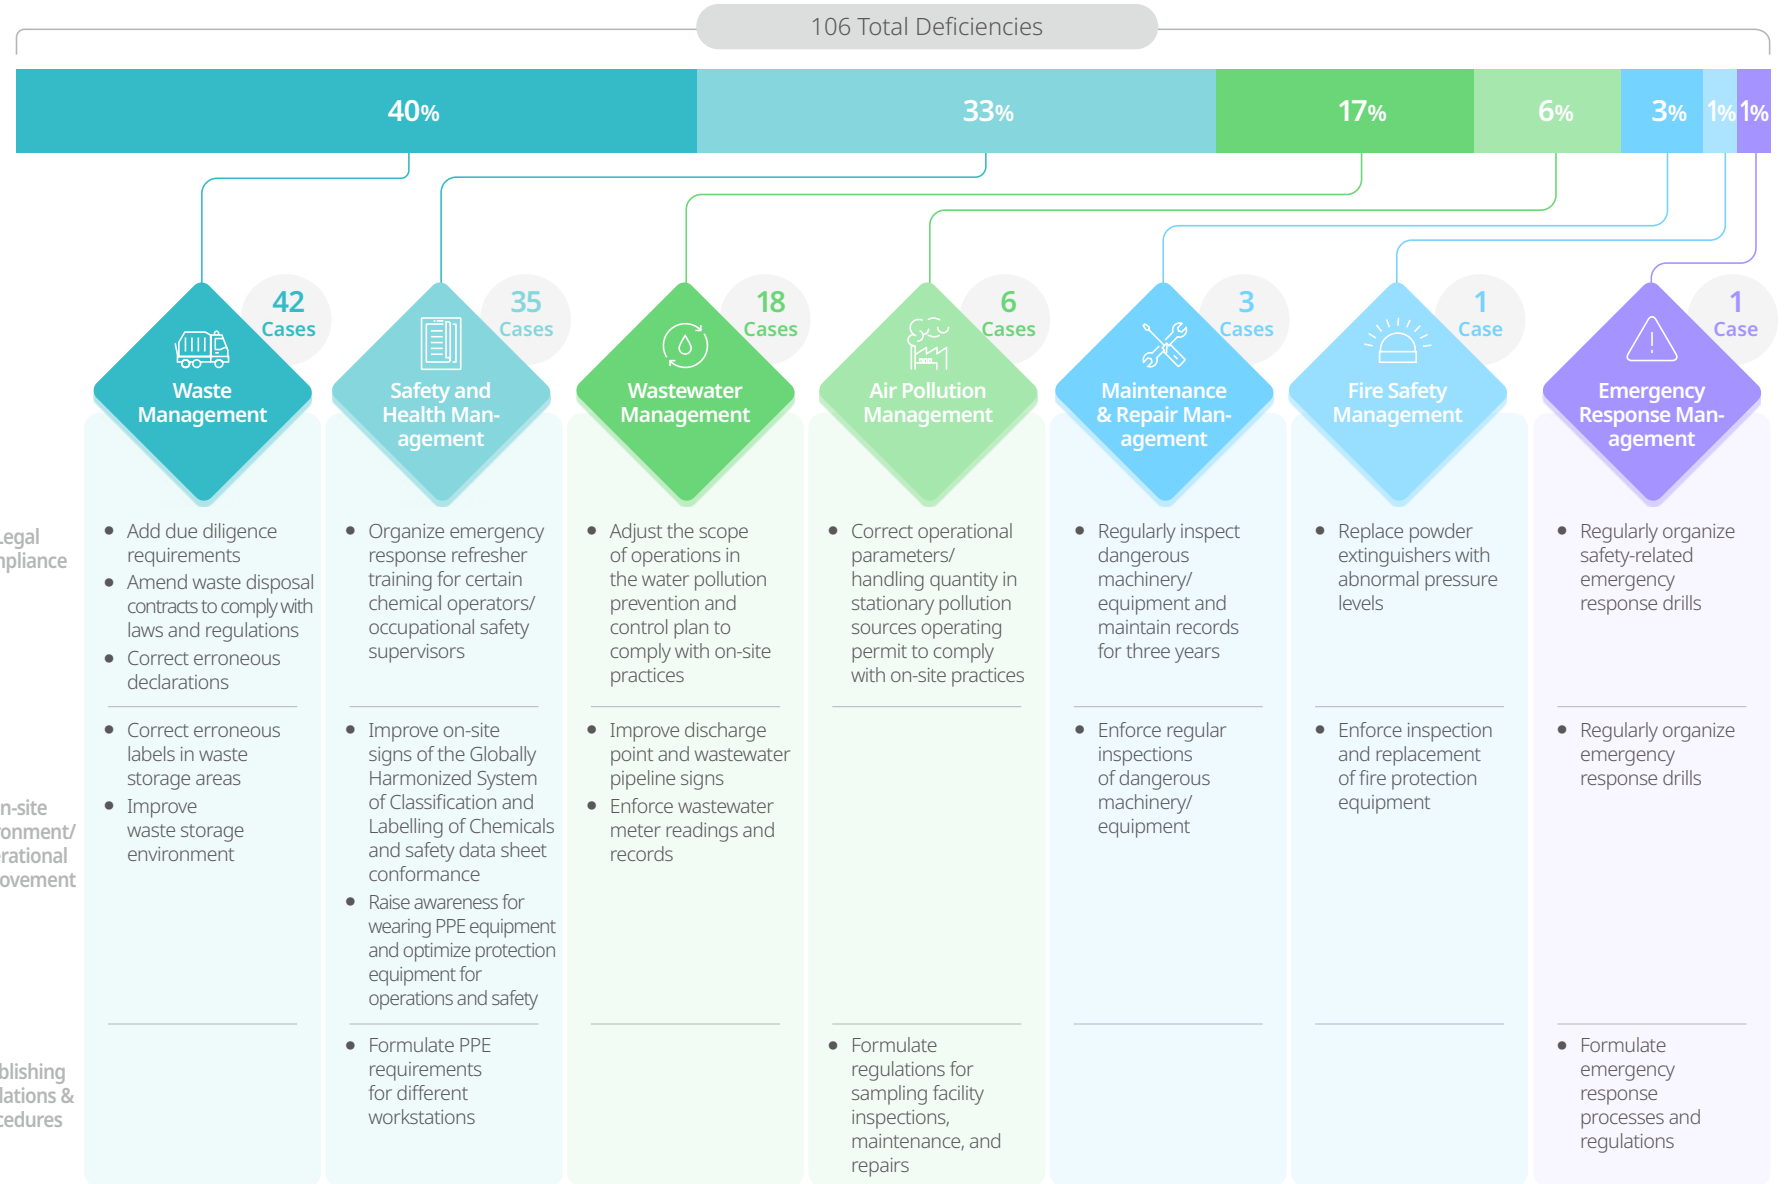 106 Total Deficiencies
40%
33%
17%
6%
3%
1%
1%
42
Cases
35
Cases
18
Cases
6
Cases
3
Cases
1
Case
1
Case
Waste
Management
Safety and
Health Man-
agement
Wastewater
Management
Air Pollution
Management
Maintenance
& Repair Man-
agement
Fire Safety
Management
Emergency
Response Man-
agement
Legal
mpliance
• Add due diligence
requirements
• Amend waste disposal
contracts to comply with
laws and regulations
• Correct erroneous
declarations
• Organize emergency
response refresher
training for certain
chemical operators/
occupational safety
supervisors
• Adjust the scope
of operations in
the water pollution
prevention and
control plan to
comply with on-site
practices
• Correct operational
parameters/
handling quantity in
stationary pollution
sources operating
permit to comply
with on-site practices
• Regularly inspect
dangerous
machinery/
equipment and
maintain records
for three years
• Replace powder
extinguishers with
abnormal pressure
levels
• Regularly organize
safety-related
emergency
response drills
n-site
ronment/
erational
ovement
• Correct erroneous
labels in waste
storage areas
• Improve
waste storage
environment
• Improve on-site
signs of the Globally
Harmonized System
of Classification and
Labelling of Chemicals
and safety data sheet
conformance
• Raise awareness for
wearing PPE equipment
and optimize protection
equipment for
operations and safety
• Improve discharge
point and wastewater
pipeline signs
• Enforce wastewater
meter readings and
records
• Enforce regular
inspections
of dangerous
machinery/
equipment
• Enforce inspection
and replacement
of fire protection
equipment
• Regularly organize
emergency
response drills
blishing
lations &
cedures
• Formulate PPE
requirements
for different
workstations
• Formulate
regulations for
sampling facility
inspections,
maintenance, and
repairs
• Formulate
emergency
response
processes and
regulations